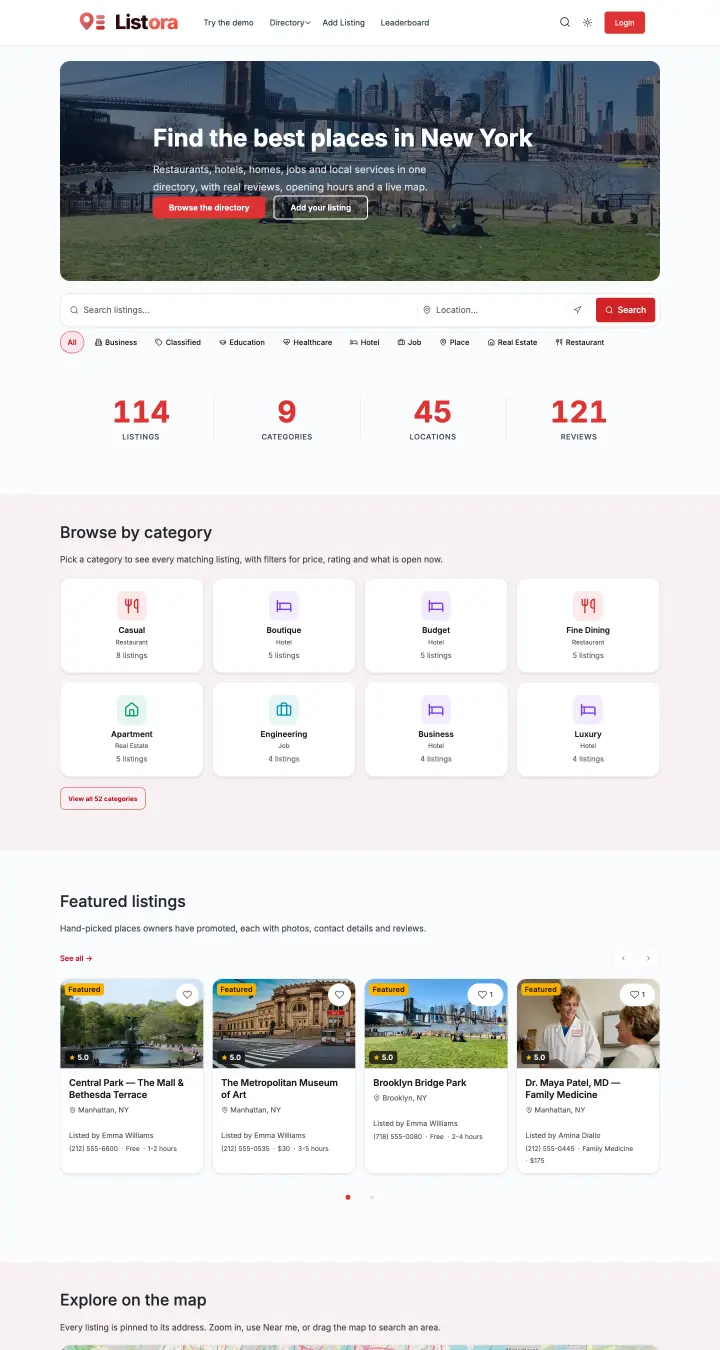 Listora
Try the demo
Directory
Add Listing
Leaderboard
Login
Find the best places in New York
Restaurants, hotels, homes, jobs and local services in one
directory, with real reviews, opening hours and a live map.
Browse the directory
Add your listing
Search listings...
Location...
Search
All
Business
Classified
Education
Healthcare
Hotel
Job
Place
Real Estate
Restaurant
114
LISTINGS
9
CATEGORIES
45
LOCATIONS
121
REVIEWS
Browse by category
Pick a category to see every matching listing, with filters for price, rating and what is open now.
Casual
Restaurant
8 listings
Boutique
Hotel
5 listings
Budget
Hotel
5 listings
Fine Dining
Restaurant
5 listings
Apartment
Real Estate
5 listings
Engineering
Job
4 listings
Business
Hotel
4 listings
Luxury
Hotel
4 listings
View all 52 categories
Featured listings
Hand-picked places owners have promoted, each with photos, contact details and reviews.
See all →
Featured
★ 5.0
Central Park — The Mall &
Bethesda Terrace
Manhattan, NY
Listed by Emma Williams
(212) 555-6600 · Free · 1-2 hours
Featured
★ 5.0
The Metropolitan Museum
of Art
Manhattan, NY
Listed by Emma Williams
(212) 555-0535 · $30 · 3-5 hours
Featured
1
★ 5.0
Brooklyn Bridge Park
Brooklyn, NY
Listed by Emma Williams
(718) 555-0080 · Free · 2-4 hours
Featured
1
★ 5.0
Dr. Maya Patel, MD —
Family Medicine
Manhattan, NY
Listed by Amina Diallo
(212) 555-0445 · Family Medicine
· $175
Explore on the map
Every listing is pinned to its address. Zoom in, use Near me, or drag the map to search an area.